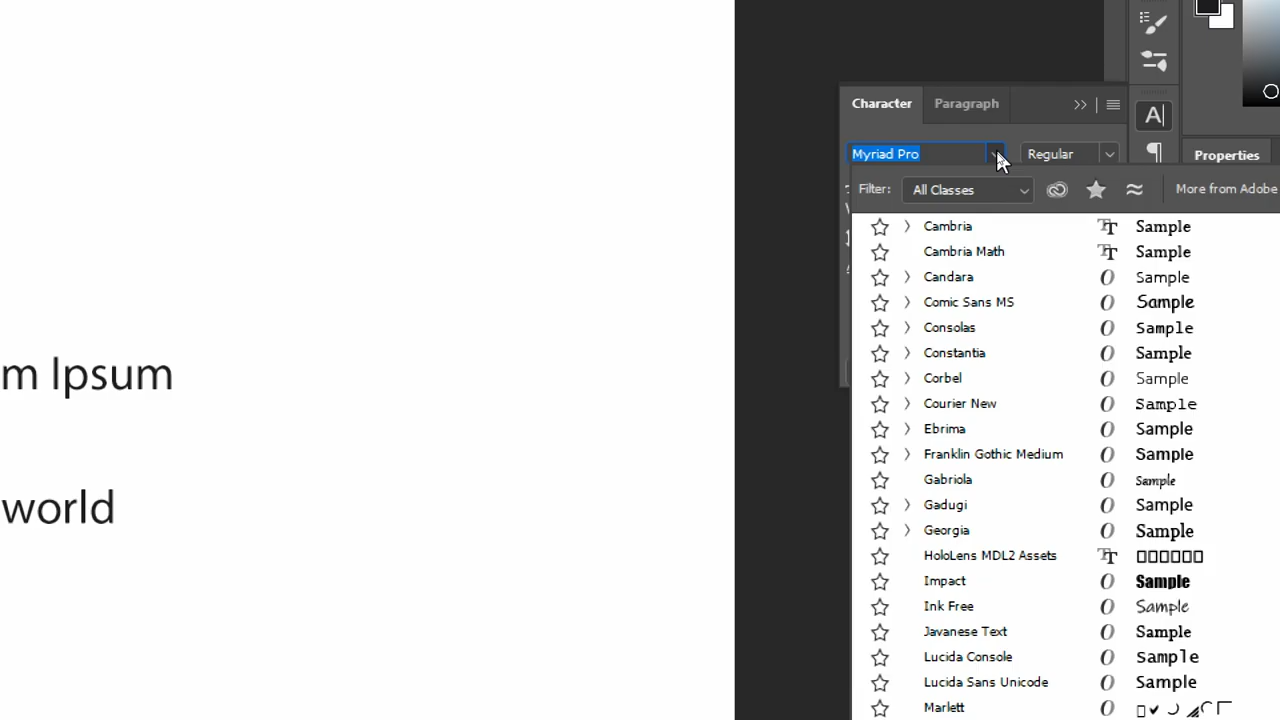 Character Paragraph
Myriad Pro Regular
Properties
Filter: All Classes More from Adobe
Cambria Sample
Cambria Math Sample
Candara Sample
Comic Sans MS Sample
Consolas Sample
Constantia Sample
Corbel Sample
Courier New Sample
Ebrima Sample
Franklin Gothic Medium Sample
Gabriola Sample
Gadugi Sample
Georgia Sample
HoloLens MDL2 Assets
Impact Sample
Ink Free Sample
Javanese Text Sample
Lucida Console Sample
Lucida Sans Unicode Sample
Marlett
m Ipsum
world